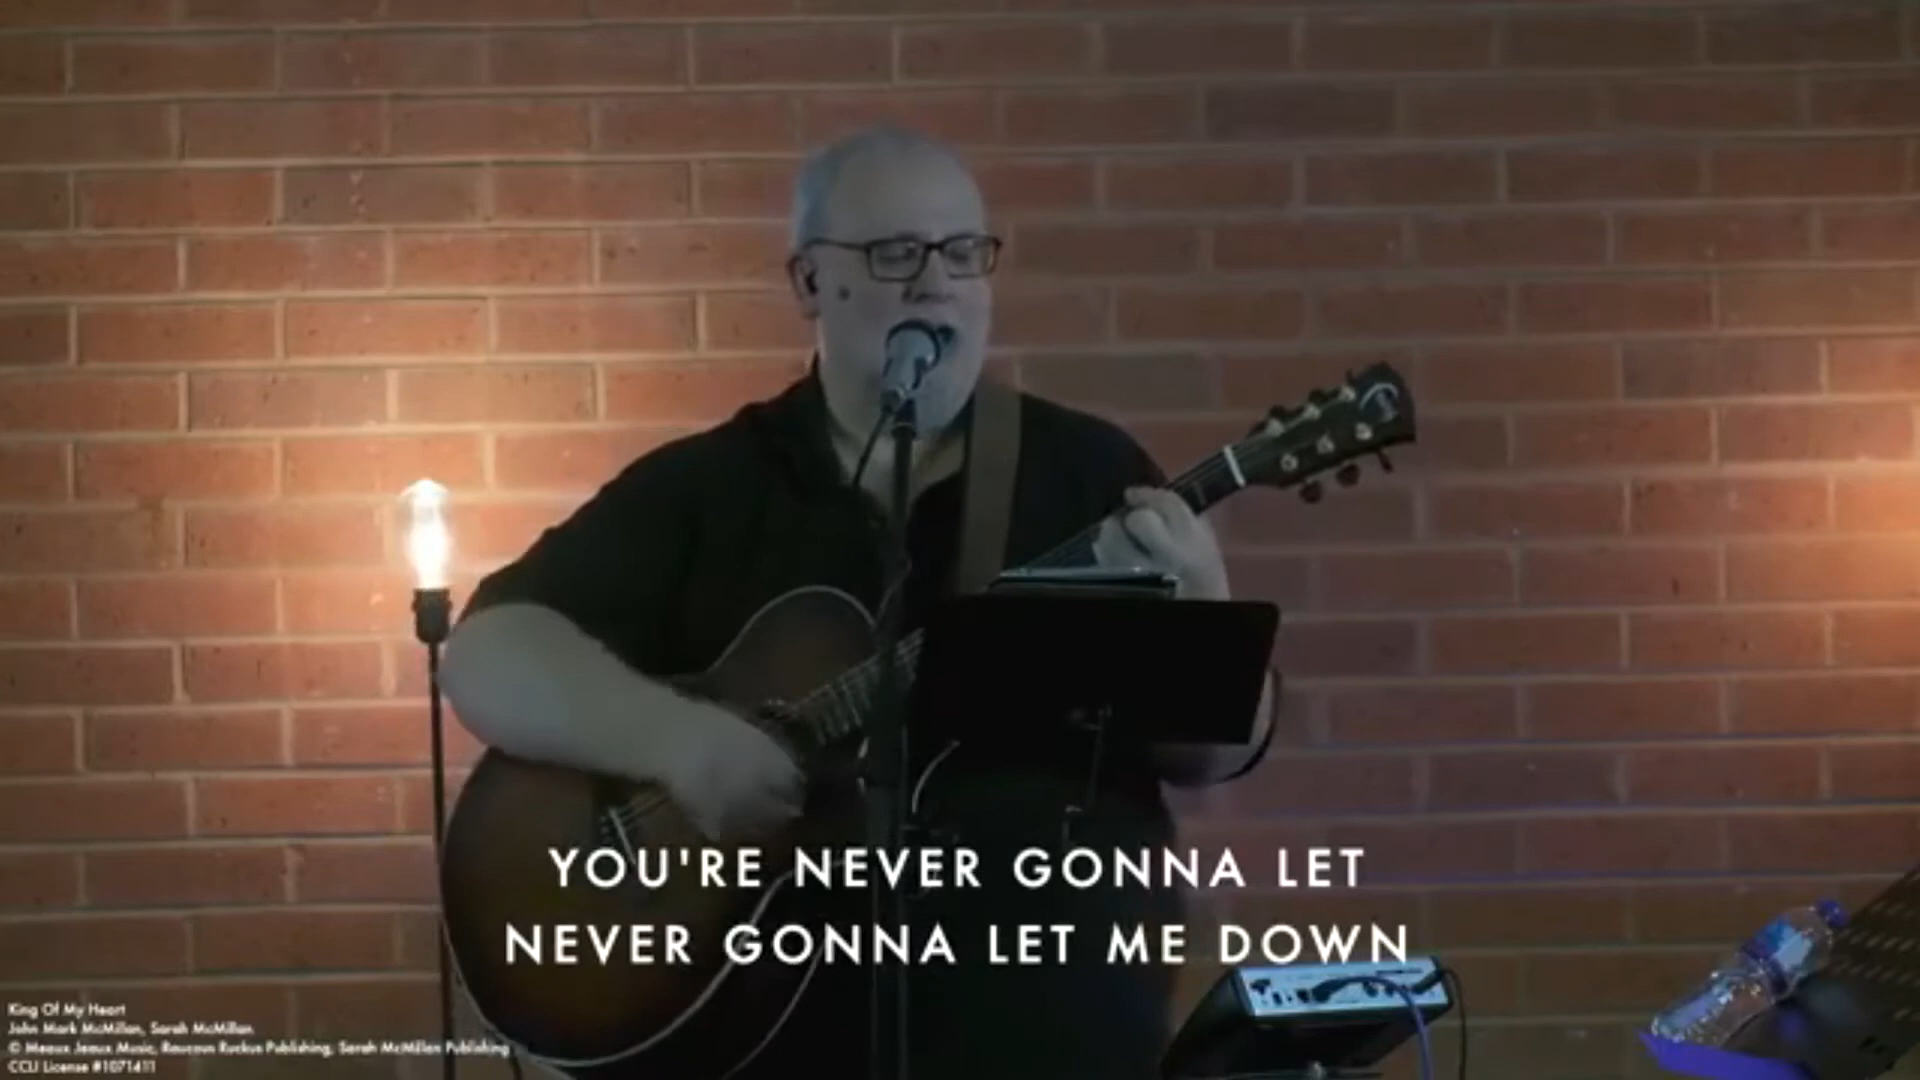 YOU'RE NEVER GONNA LET
NEVER GONNA LET ME DOWN
King Of My Heart
John Mark McMillan, Sarah McMillan
© Meaux Jeaux Music, Raucous Ruckus Publishing, Sarah McMillan Publishing
CCLI License #1071411